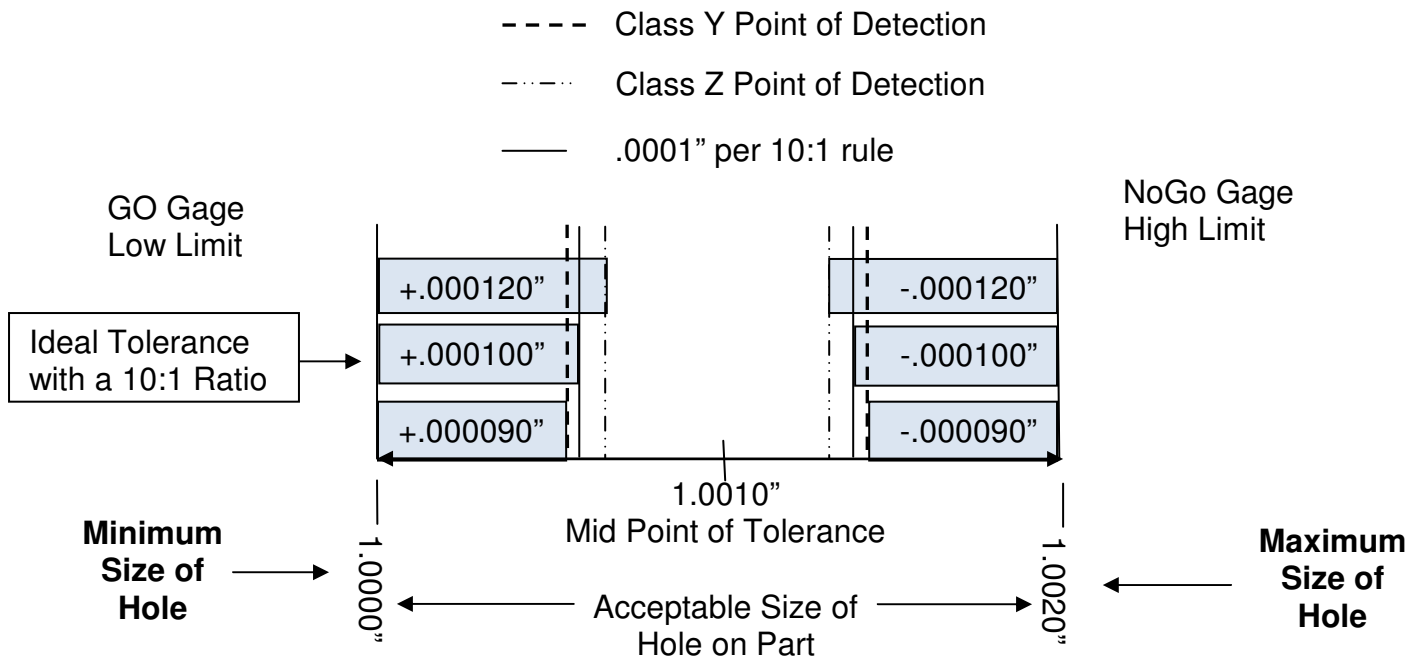 Class Y Point of Detection
Class Z Point of Detection
.0001” per 10:1 rule
GO Gage
Low Limit
NoGo Gage
High Limit
+.000120”
-.000120”
Ideal Tolerance
with a 10:1 Ratio
+.000100”
-.000100”
+.000090”
-.000090”
1.0010”
Mid Point of Tolerance
Minimum
Size of
Hole
1.0000”
Acceptable Size of
Hole on Part
1.0020”
Maximum
Size of
Hole